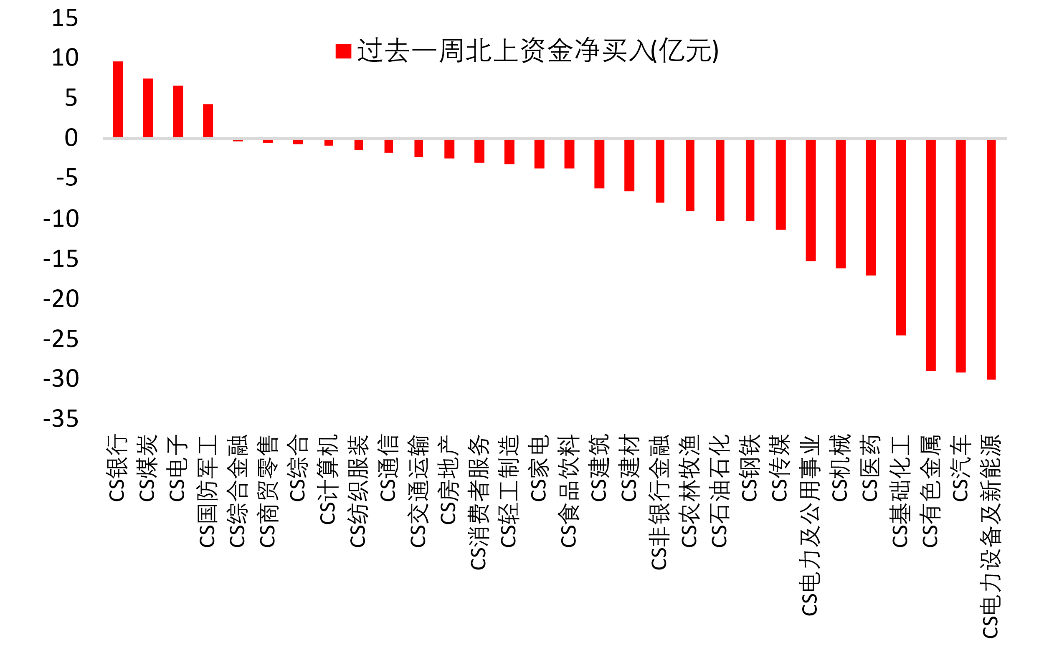 15
10
5
0
-5
-10
-15
-20
-25
-30
-35
过去一周北上资金净买入(亿元)
CS银行
CS煤炭
CS电子
CS国防军工
CS综合金融
CS商贸零售
CS综合
CS计算机
CS纺织服装
CS通信
CS交通运输
CS房地产
CS消费者服务
CS轻工制造
CS家电
CS食品饮料
CS建筑
CS建材
CS非银行金融
CS农林牧渔
CS石油石化
CS钢铁
CS传媒
CS电力及公用事业
CS机械
CS医药
CS基础化工
CS有色金属
CS汽车
CS电力设备及新能源